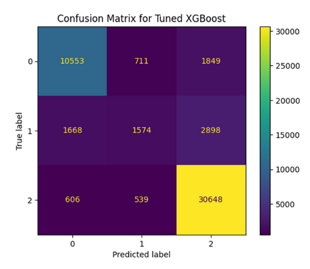 Confusion Matrix for Tuned XGBoost
30000
0 10553 711 1849
25000
20000
True label
1 1668 1574 2898
15000
10000
2 606 539 30648
5000
0 1 2
Predicted label